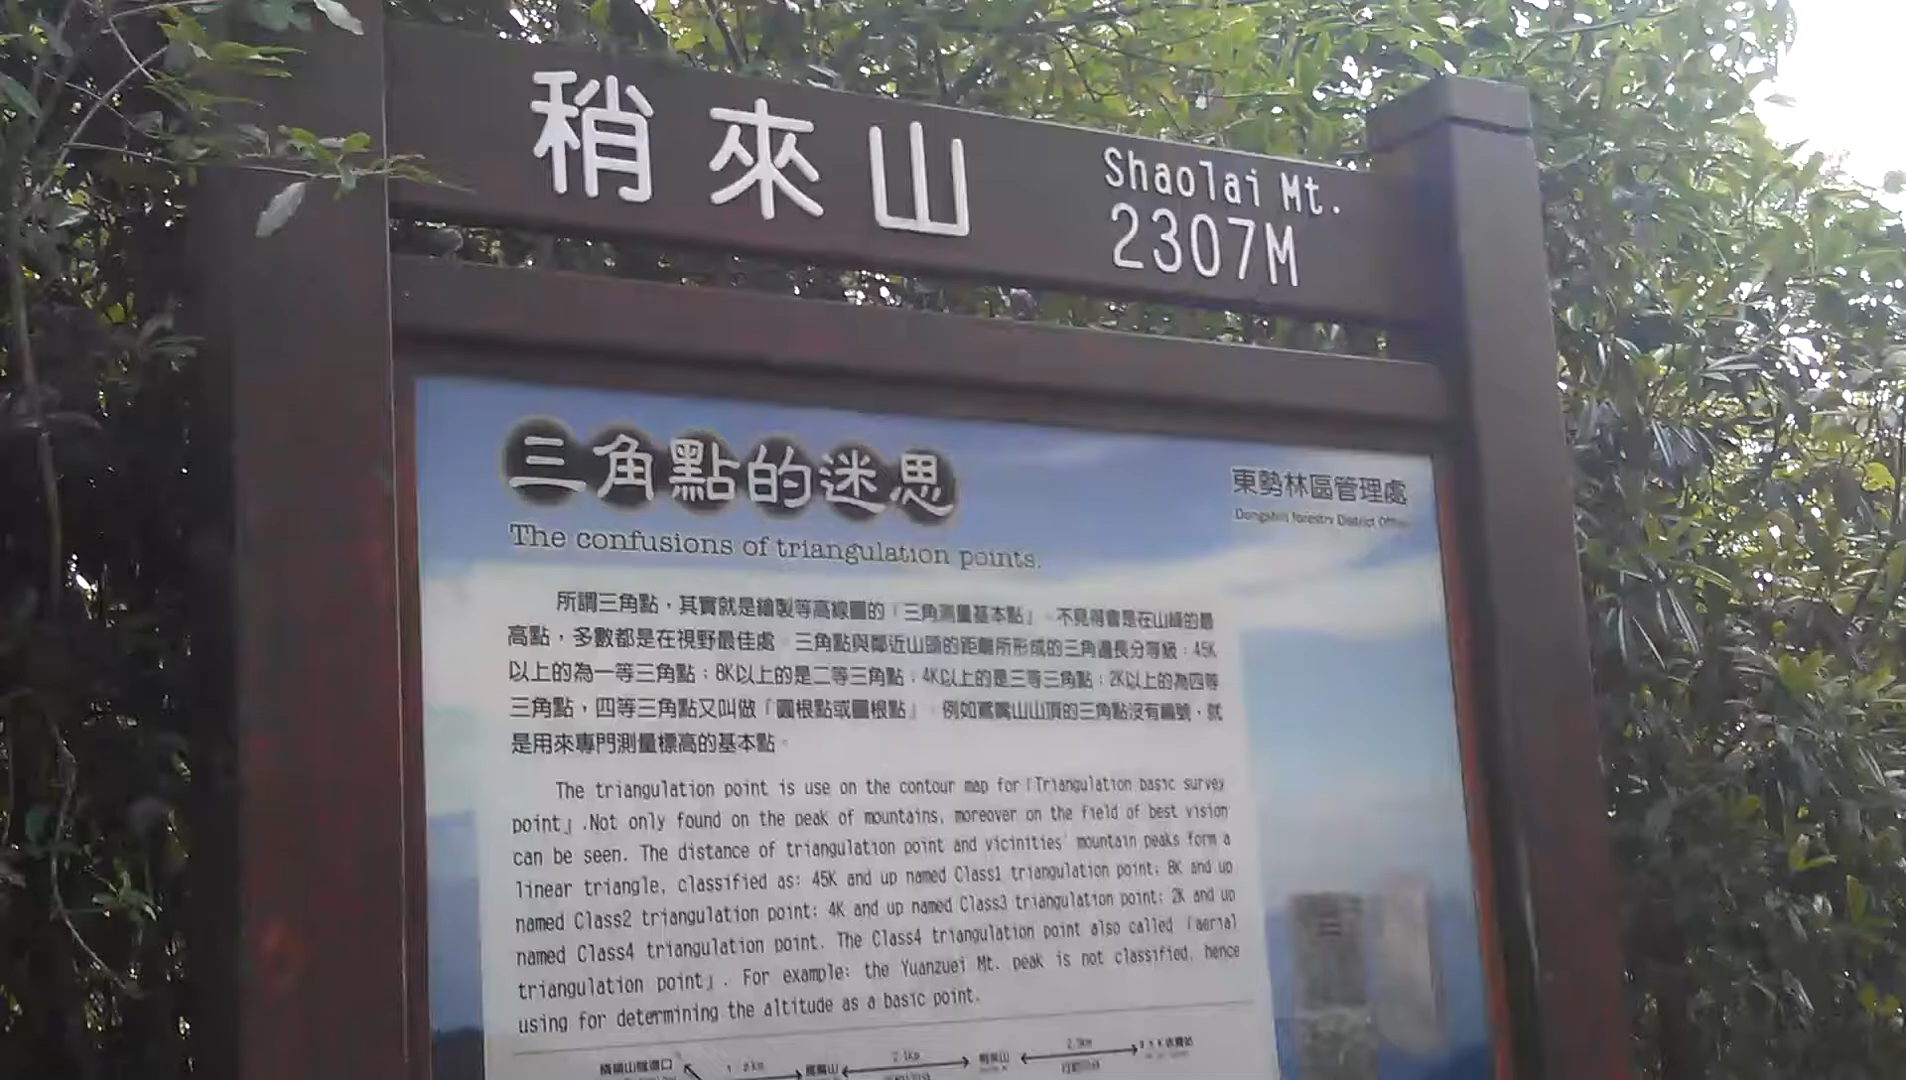 稍來山
Shaolai Mt.
2307M
三角點的迷思
東勢林區管理處
The confusions of triangulation points.
所謂三角點，其實就是繪製等高線圖的「三角測量基本點」。不見得會是在山峰的最
高點，多數都是在視野最佳處。三角點與鄰近山頭的距離所形成的三角邊長分等級：45K
以上的為一等三角點；8K以上的是二等三角點；4K以上的是三等三角點；2K以上的為四等
三角點，四等三角點又叫做「圓根點或圖根點」。例如鳶嘴山山頂的三角點沒有編號，就
是用來專門測量標高的基本點。
The triangulation point is use on the contour map for「Triangulation basic survey
point」.Not only found on the peak of mountains, moreover on the field of best vision
can be seen. The distance of triangulation point and vicinities' mountain peaks form a
linear triangle, classified as: 45K and up named Class1 triangulation point; 8K and up
named Class2 triangulation point; 4K and up named Class3 triangulation point; 2K and up
named Class4 triangulation point. The Class4 triangulation point also called 「aerial
triangulation point」. For example: the Yuanzuei Mt. peak is not classified, hence
using for determining the altitude as a basic point.
2.1km